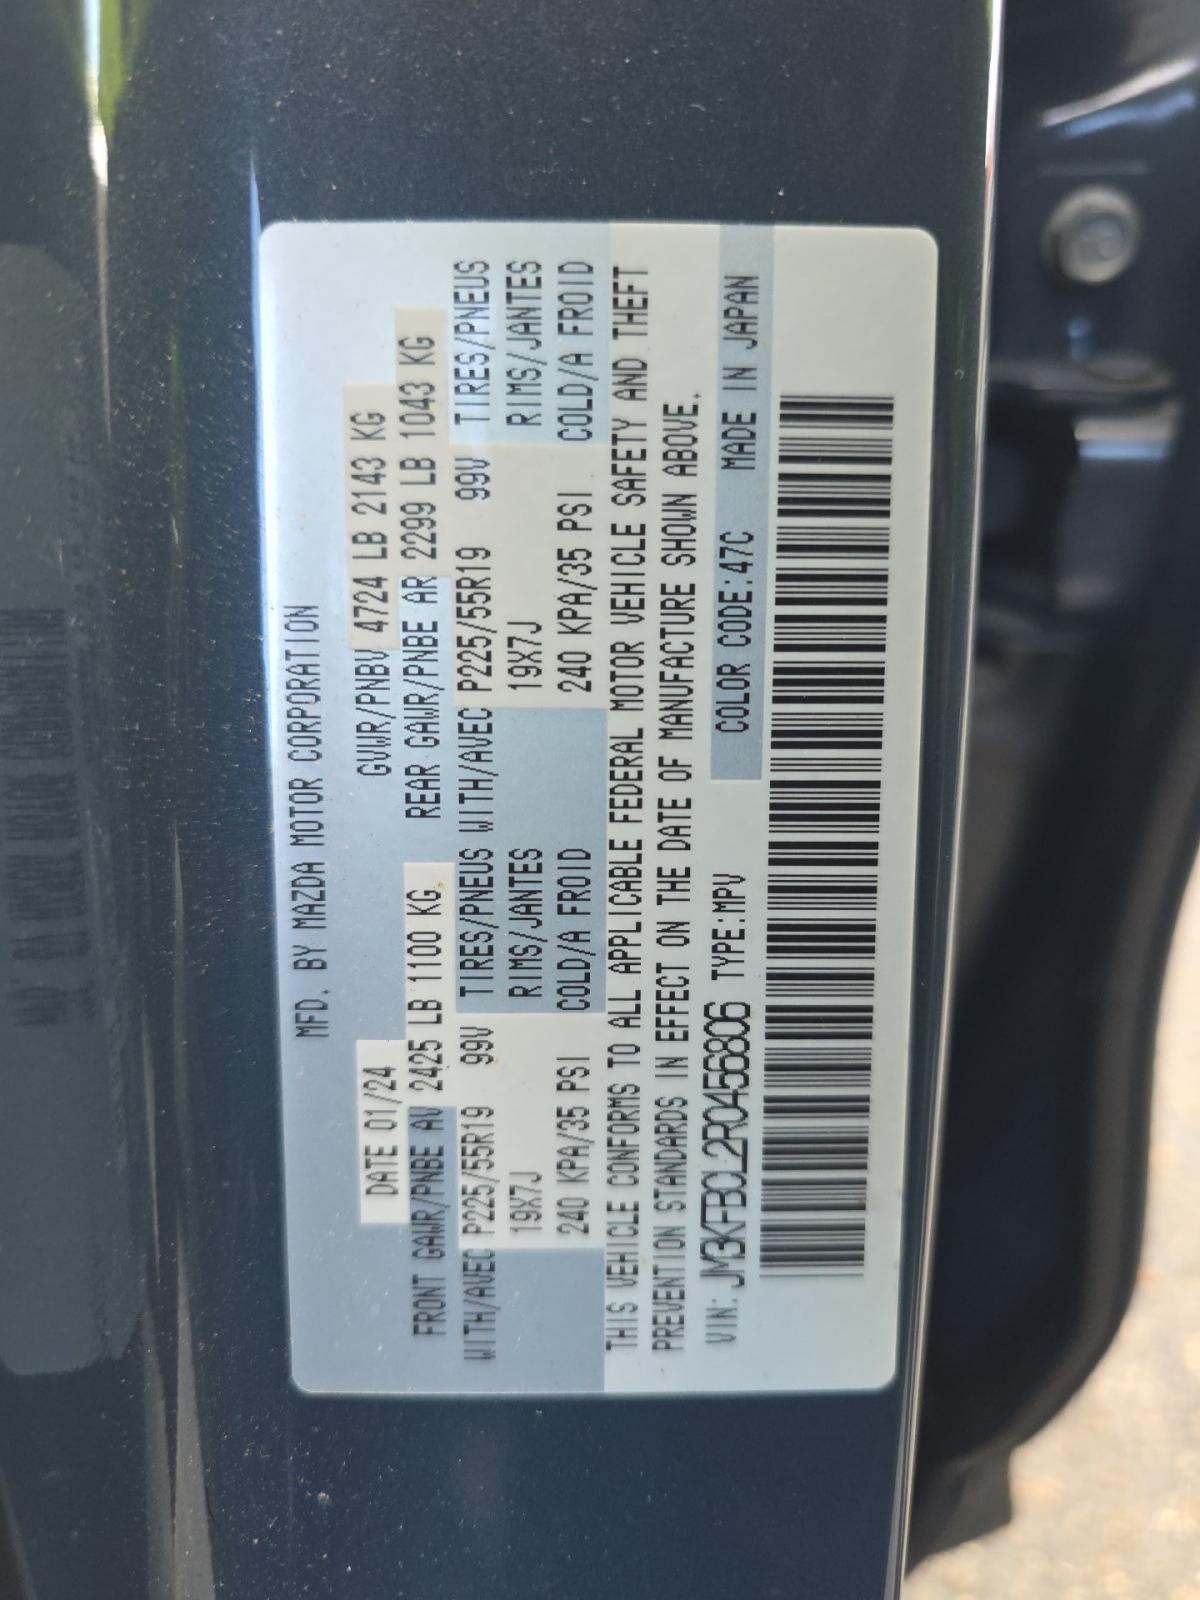 MFD. BY MAZDA MOTOR CORPORATION
DATE 01/24 GVWR/PNBV 4724 LB 2143 KG
FRONT GAWR/PNBE AV 2425 LB 1100 KG REAR GAWR/PNBE AR 2299 LB 1043 KG
WITH/AVEC P225/55R19 99V TIRES/PNEUS WITH/AVEC P225/55R19 99V TIRES/PNEUS
19X7J RIMS/JANTES 19X7J RIMS/JANTES
240 KPA/35 PSI COLD/A FROID 240 KPA/35 PSI COLD/A FROID
THIS VEHICLE CONFORMS TO ALL APPLICABLE FEDERAL MOTOR VEHICLE SAFETY AND THEFT
PREVENTION STANDARDS IN EFFECT ON THE DATE OF MANUFACTURE SHOWN ABOVE.
VIN: JM3KFBCL2R0456806 TYPE:MPV COLOR CODE:47C MADE IN JAPAN